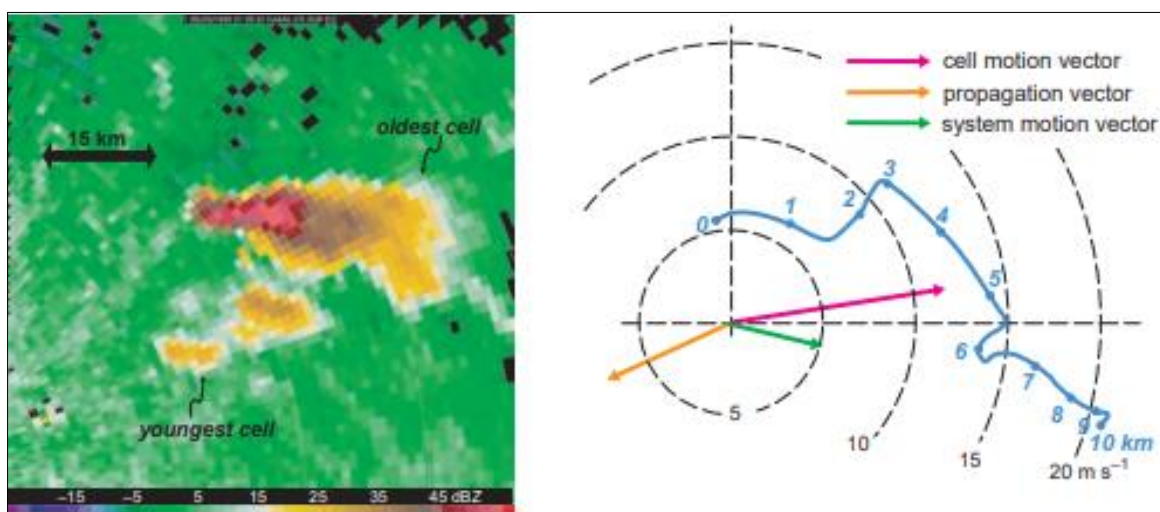 15 km
oldest cell
youngest cell
−15 −5 5 15 25 35 45 dBZ
cell motion vector
propagation vector
system motion vector
0
1
2
3
4
5
6
7
8
9
10 km
5
10
15
20 m s⁻¹